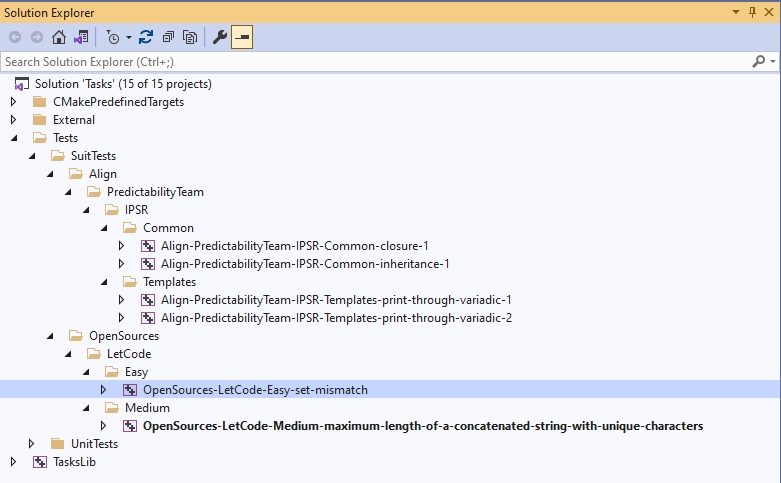 Solution Explorer
Search Solution Explorer (Ctrl+;)
Solution 'Tasks' (15 of 15 projects)
CMakePredefinedTargets
External
Tests
SuitTests
Align
PredictabilityTeam
IPSR
Common
Align-PredictabilityTeam-IPSR-Common-closure-1
Align-PredictabilityTeam-IPSR-Common-inheritance-1
Templates
Align-PredictabilityTeam-IPSR-Templates-print-through-variadic-1
Align-PredictabilityTeam-IPSR-Templates-print-through-variadic-2
OpenSources
LetCode
Easy
OpenSources-LetCode-Easy-set-mismatch
Medium
OpenSources-LetCode-Medium-maximum-length-of-a-concatenated-string-with-unique-characters
UnitTests
TasksLib